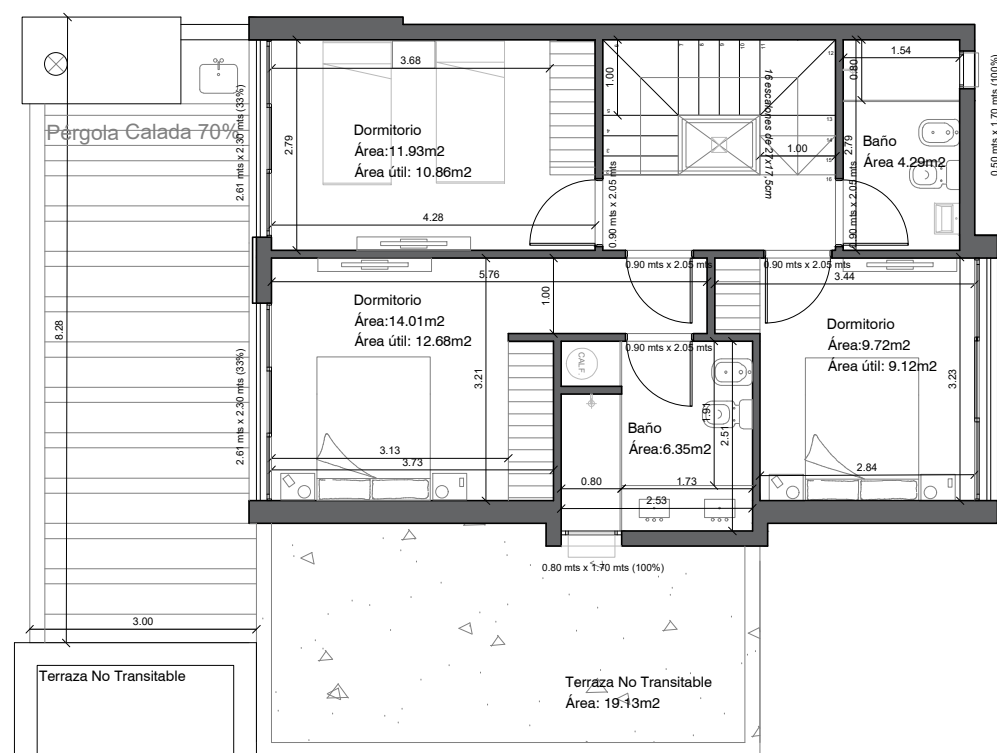 Pérgola Calada 70%
2.61 mts x 2.30 mts (33%)
3.68
2.79
Dormitorio
Área:11.93m2
Área útil: 10.86m2
4.28
1.00
16 escalones de 27x17,5cm
1.00
0.90 mts x 2.05 mts
1.54
0.80
0.50 mts x 1.70 mts (100%)
2.79
Baño
Área 4.29m2
0.90 mts x 2.05 mts
0.90 mts x 2.05 mts
0.90 mts x 2.05 mts
5.76
3.44
8.28
2.61 mts x 2.30 mts (33%)
Dormitorio
Área:14.01m2
Área útil: 12.68m2
1.00
3.21
3.13
3.73
0.90 mts x 2.05 mts
CALF.
Baño
Área:6.35m2
1.91
2.51
0.80
1.73
2.53
Dormitorio
Área:9.72m2
Área útil: 9.12m2
3.23
2.84
0.80 mts x 1.70 mts (100%)
3.00
Terraza No Transitable
Terraza No Transitable
Área: 19.13m2